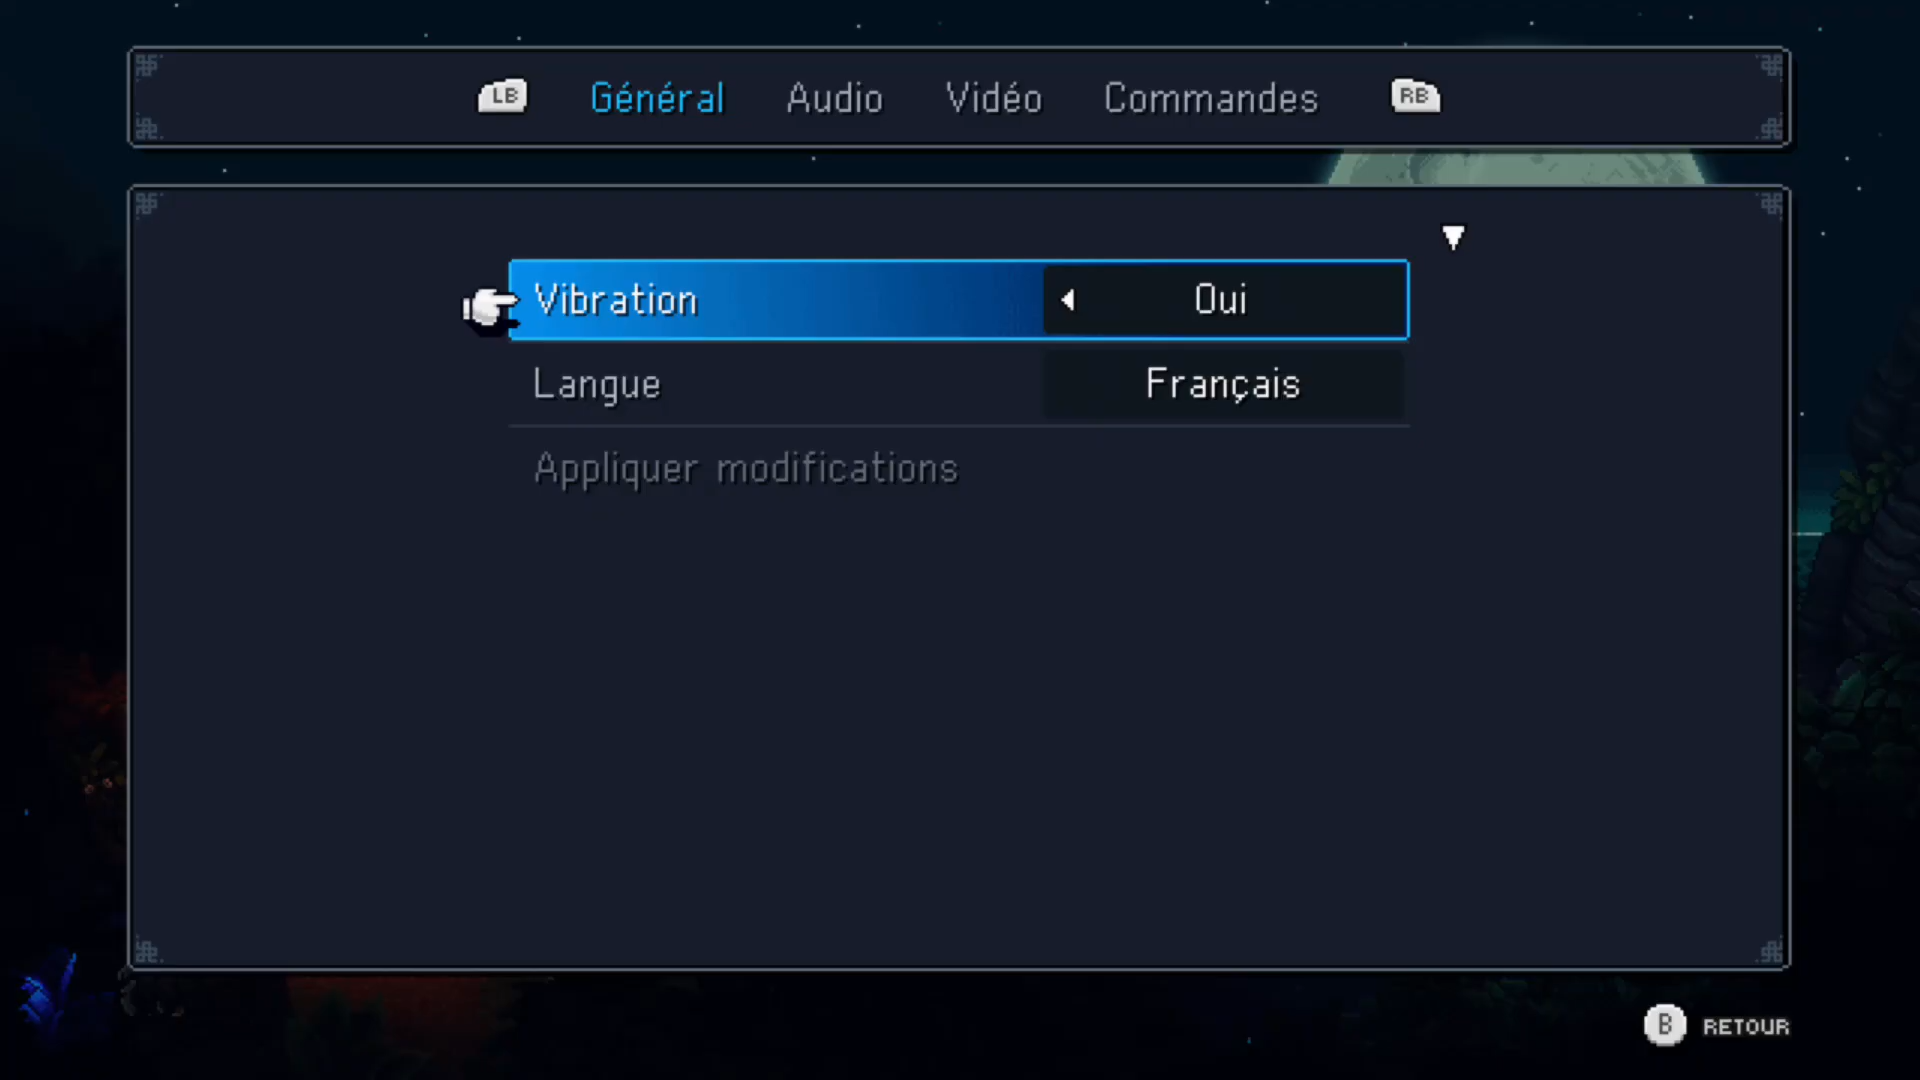 LB Général Audio Vidéo Commandes RB
Vibration Oui
Langue Français
Appliquer modifications
B RETOUR